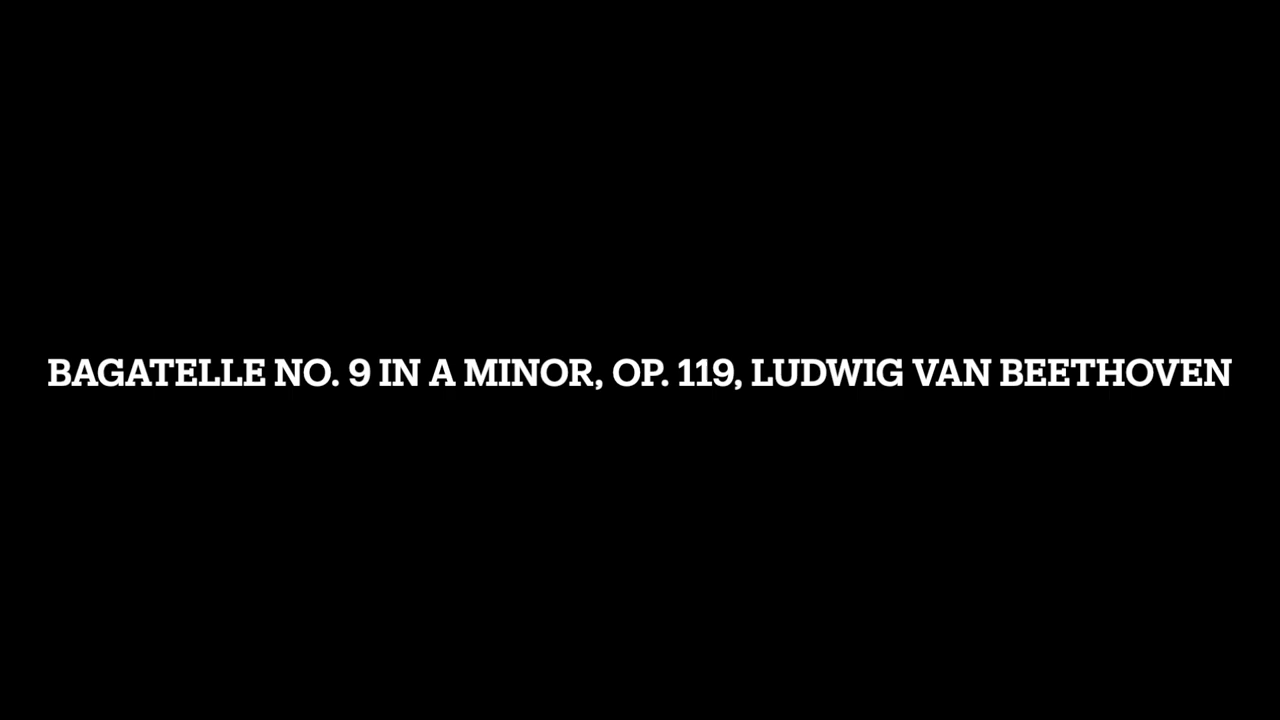 BAGATELLE NO. 9 IN A MINOR, OP. 119, LUDWIG VAN BEETHOVEN